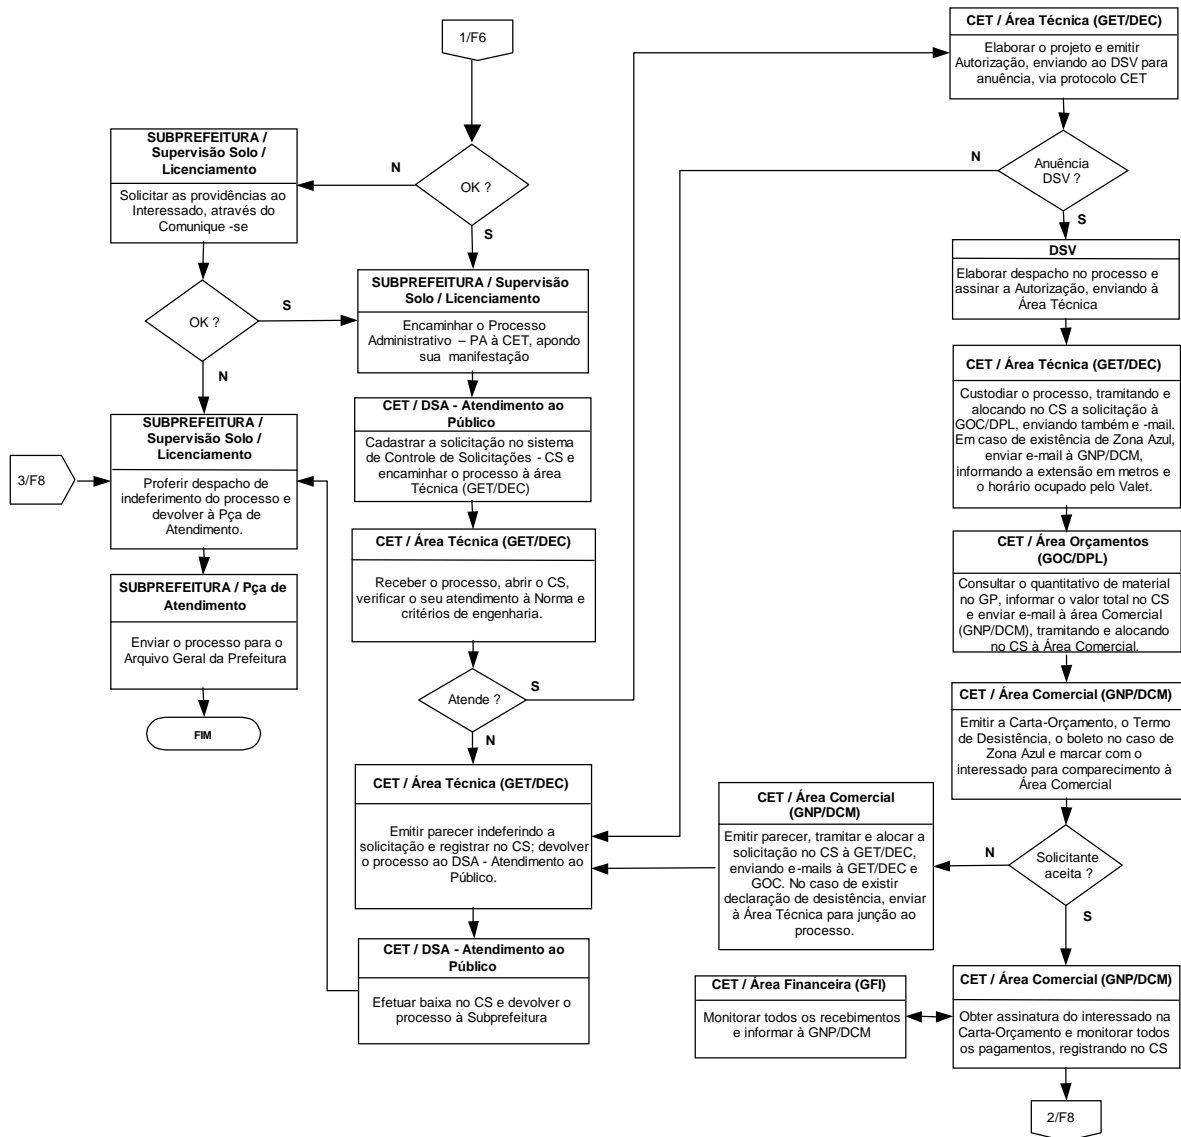 1/F6
OK ?
N
S
SUBPREFEITURA /
Supervisão Solo /
Licenciamento
Solicitar as providências ao
Interessado, através do
Comunique -se
OK ?
S
N
SUBPREFEITURA / Supervisão
Solo / Licenciamento
Encaminhar o Processo
Administrativo – PA à CET, apondo
sua manifestação
SUBPREFEITURA /
Supervisão Solo /
Licenciamento
Proferir despacho de
indeferimento do processo e
devolver à Pça de
Atendimento.
3/F8
SUBPREFEITURA / Pça de
Atendimento
Enviar o processo para o
Arquivo Geral da Prefeitura
FIM
CET / DSA - Atendimento ao
Público
Cadastrar a solicitação no sistema
de Controle de Solicitações - CS e
encaminhar o processo à área
Técnica (GET/DEC)
CET / Área Técnica (GET/DEC)
Receber o processo, abrir o CS,
verificar o seu atendimento à Norma e
critérios de engenharia.
Atende ?
S
N
CET / Área Técnica (GET/DEC)
Emitir parecer indeferindo a
solicitação e registrar no CS; devolver
o processo ao DSA - Atendimento ao
Público.
CET / DSA - Atendimento ao
Público
Efetuar baixa no CS e devolver o
processo à Subprefeitura
CET / Área Técnica (GET/DEC)
Elaborar o projeto e emitir
Autorização, enviando ao DSV para
anuência, via protocolo CET
Anuência
DSV ?
N
S
DSV
Elaborar despacho no processo e
assinar a Autorização, enviando à
Área Técnica
CET / Área Técnica (GET/DEC)
Custodiar o processo, tramitando e
alocando no CS a solicitação à
GOC/DPL, enviando também e -mail.
Em caso de existência de Zona Azul,
enviar e-mail à GNP/DCM,
informando a extensão em metros e
o horário ocupado pelo Valet.
CET / Área Orçamentos
(GOC/DPL)
Consultar o quantitativo de material
no GP, informar o valor total no CS
e enviar e-mail à área Comercial
(GNP/DCM), tramitando e alocando
no CS à Área Comercial.
CET / Área Comercial (GNP/DCM)
Emitir a Carta-Orçamento, o Termo
de Desistência, o boleto no caso de
Zona Azul e marcar com o
interessado para comparecimento à
Área Comercial
Solicitante
aceita ?
N
S
CET / Área Comercial
(GNP/DCM)
Emitir parecer, tramitar e alocar a
solicitação no CS à GET/DEC,
enviando e-mails à GET/DEC e
GOC. No caso de existir
declaração de desistência, enviar
à Área Técnica para junção ao
processo.
CET / Área Financeira (GFI)
Monitorar todos os recebimentos
e informar à GNP/DCM
CET / Área Comercial (GNP/DCM)
Obter assinatura do interessado na
Carta-Orçamento e monitorar todos
os pagamentos, registrando no CS
2/F8